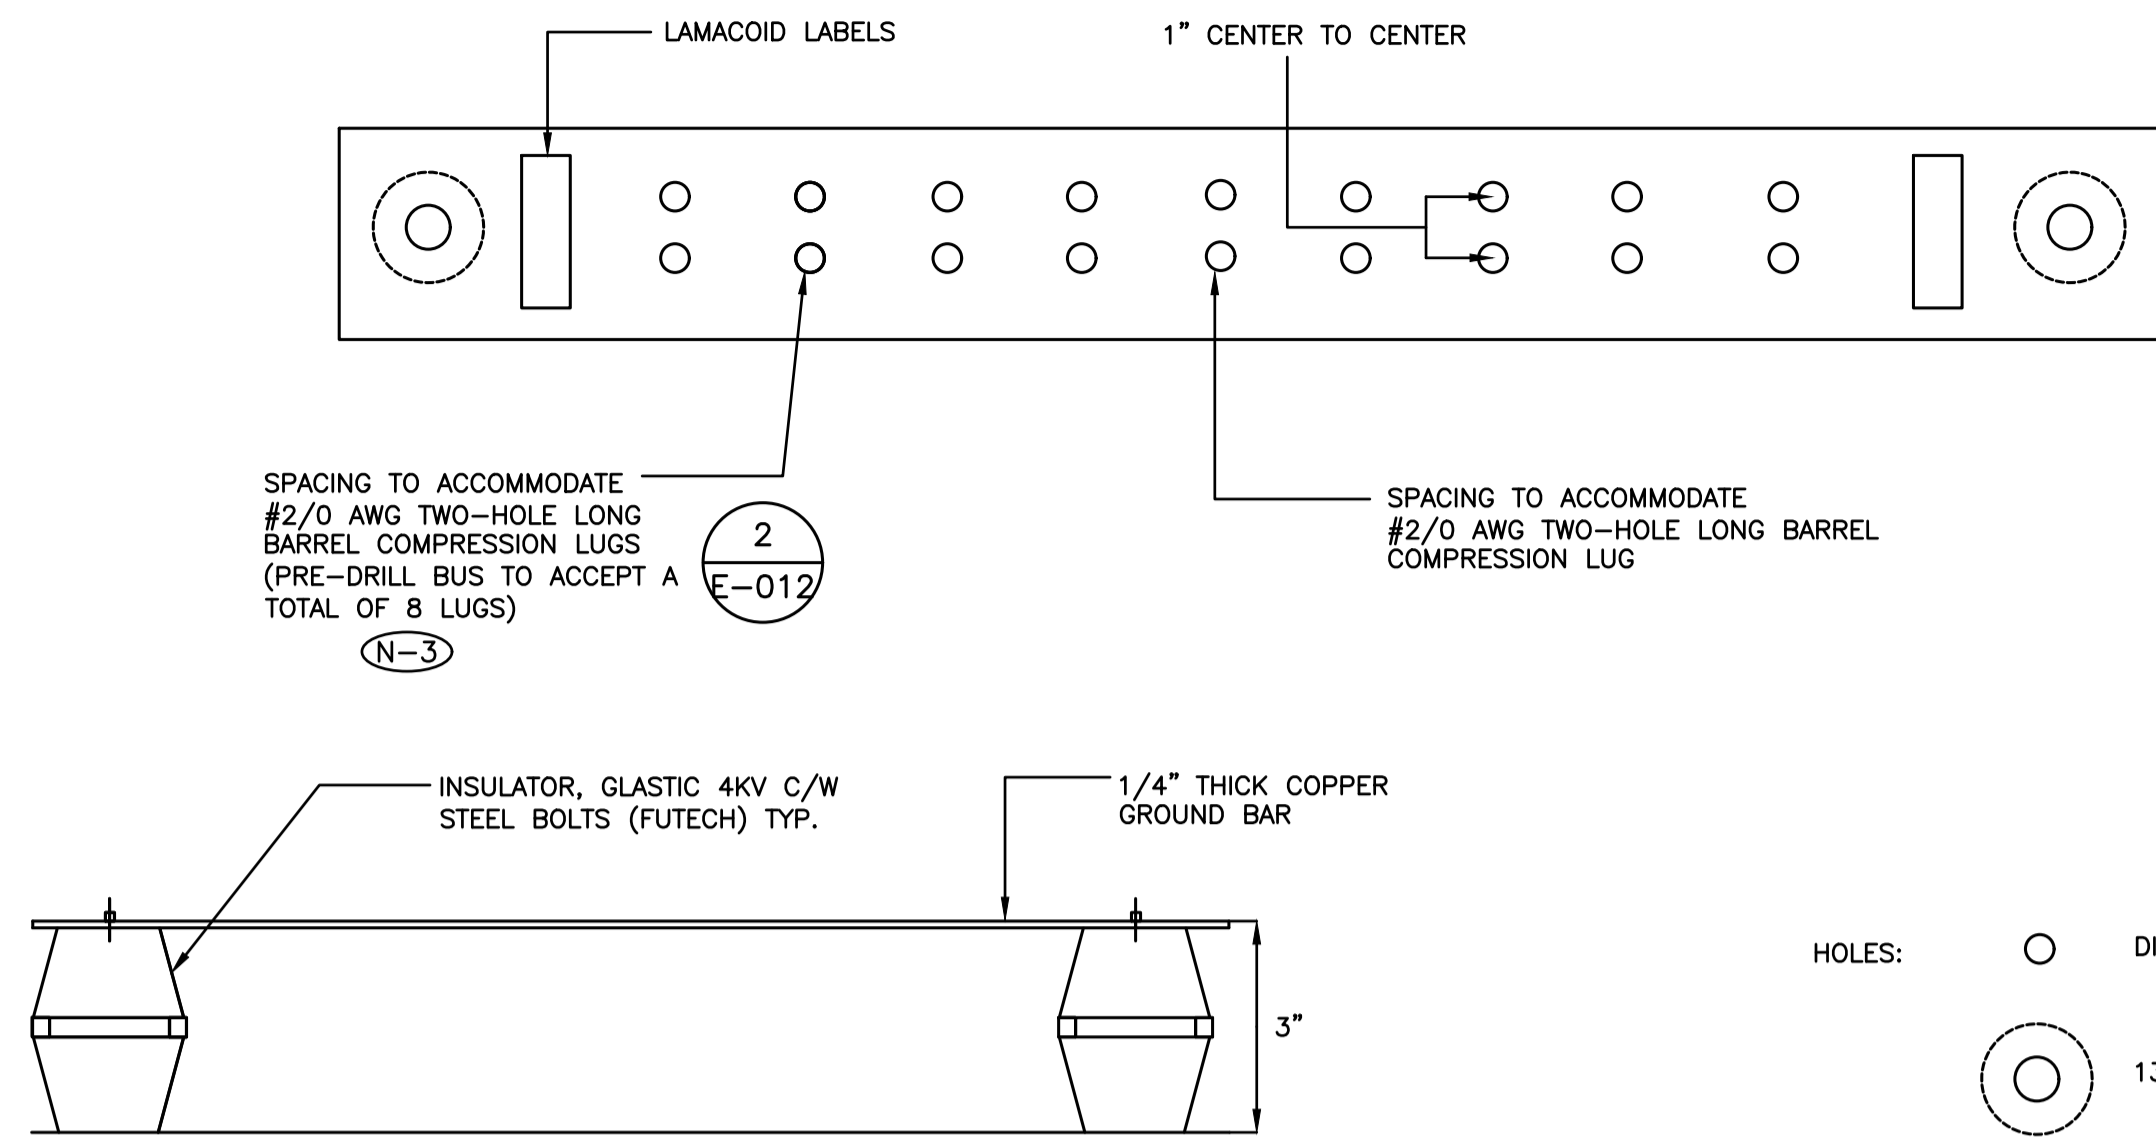 LAMACOID LABELS
1" CENTER TO CENTER
SPACING TO ACCOMMODATE
#2/0 AWG TWO-HOLE LONG
BARREL COMPRESSION LUGS
(PRE-DRILL BUS TO ACCEPT A
TOTAL OF 8 LUGS)
N-3
2
E-012
SPACING TO ACCOMMODATE
#2/0 AWG TWO-HOLE LONG BARREL
COMPRESSION LUG
INSULATOR, GLASTIC 4KV C/W
STEEL BOLTS (FUTECH) TYP.
1/4" THICK COPPER
GROUND BAR
3"
HOLES: